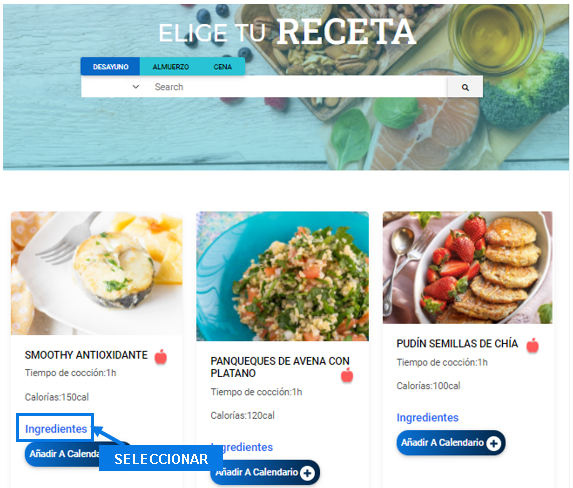 ELIGE TU RECETA
DESAYUNO ALMUERZO CENA
Search
SMOOTHY ANTIOXIDANTE
Tiempo de cocción:1h
Calorías:150cal
Ingredientes
Añadir A Calenda
SELECCIONAR
PANQUEQUES DE AVENA CON
PLATANO
Tiempo de cocción:1h
Calorías:120cal
Ingredientes
Añadir A Calendario
PUDÍN SEMILLAS DE CHÍA
Tiempo de cocción:1h
Calorías:100cal
Ingredientes
Añadir A Calendario